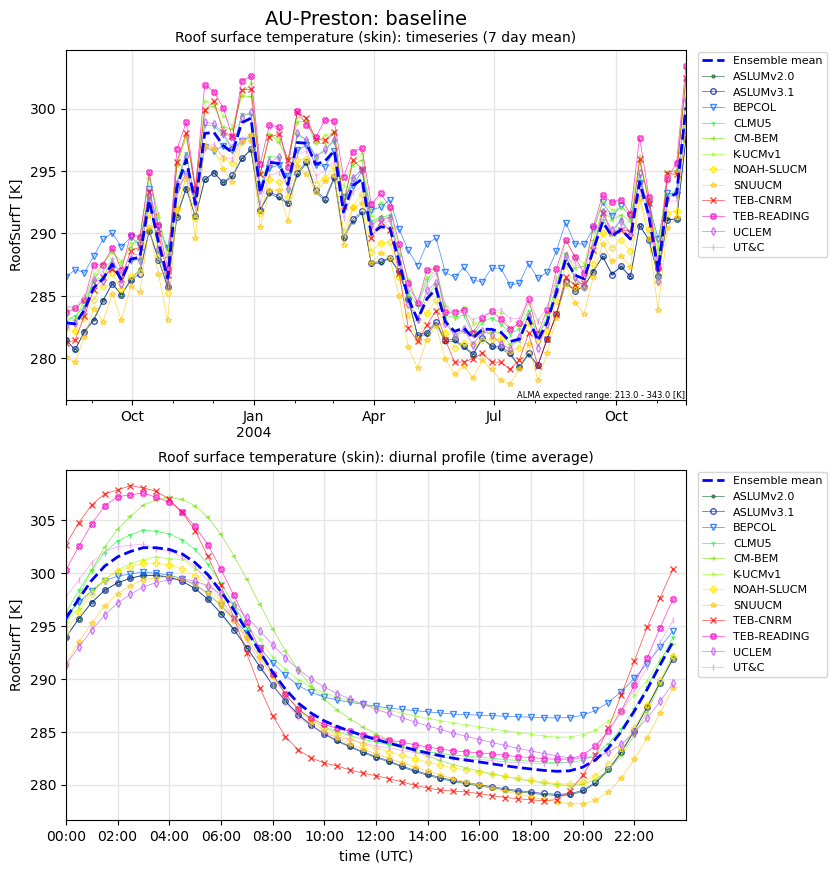 AU-Preston: baseline
Roof surface temperature (skin): timeseries (7 day mean)
RoofSurfT [K]
300
295
290
285
280
Oct
Jan
2004
Apr
Jul
Oct
ALMA expected range: 213.0 - 343.0 [K]
Ensemble mean
ASLUMv2.0
ASLUMv3.1
BEPCOL
CLMU5
CM-BEM
K-UCMv1
NOAH-SLUCM
SNUUCM
TEB-CNRM
TEB-READING
UCLEM
UT&C
Roof surface temperature (skin): diurnal profile (time average)
RoofSurfT [K]
305
300
295
290
285
280
00:00
02:00
04:00
06:00
08:00
10:00
12:00
14:00
16:00
18:00
20:00
22:00
time (UTC)
Ensemble mean
ASLUMv2.0
ASLUMv3.1
BEPCOL
CLMU5
CM-BEM
K-UCMv1
NOAH-SLUCM
SNUUCM
TEB-CNRM
TEB-READING
UCLEM
UT&C